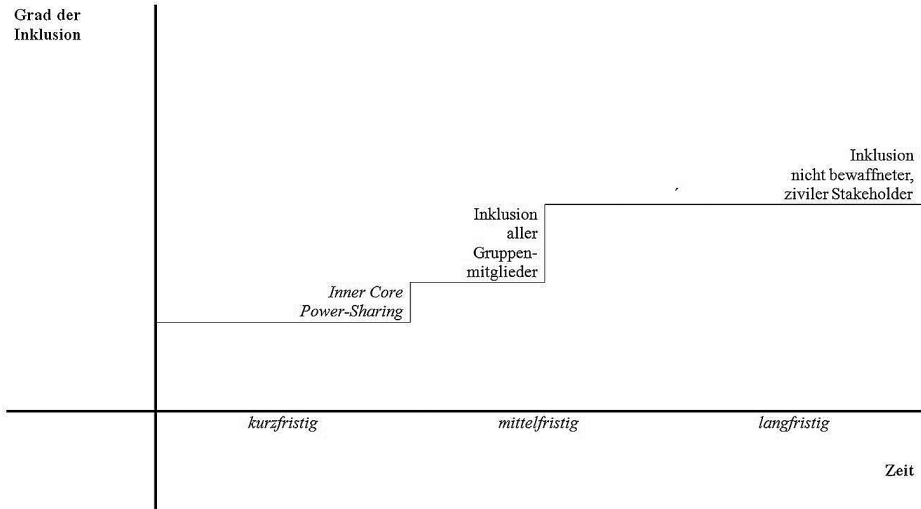 Grad der
Inklusion
Inklusion
nicht bewaffneter,
ziviler Stakeholder
Inklusion
aller
Gruppen-
mitglieder
Inner Core
Power-Sharing
kurzfristig
mittelfristig
langfristig
Zeit